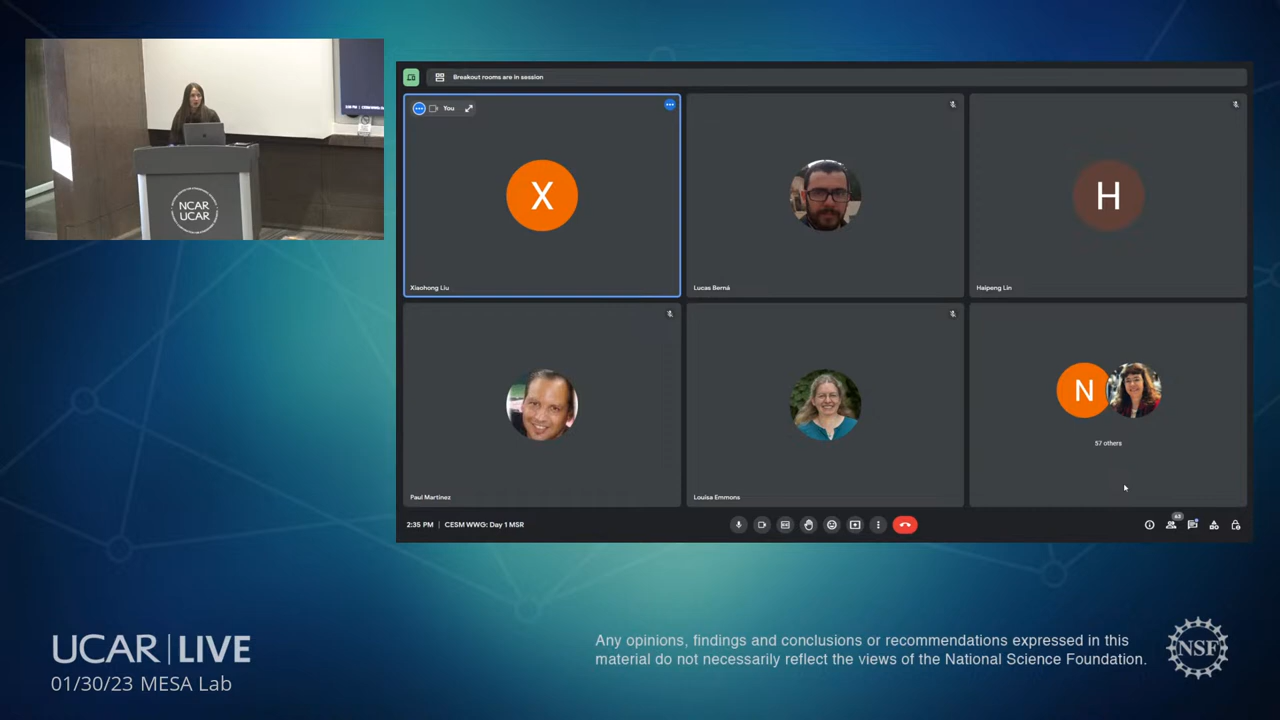 Breakout rooms are in session
You
X
Xiaohong Liu
Lucas Berná
H
Haipeng Lin
NCAR
UCAR
Paul Martinez
Louisa Emmons
N
57 others
2:35 PM | CESM WWG: Day 1 MSR
63
UCAR | LIVE
01/30/23 MESA Lab
Any opinions, findings and conclusions or recommendations expressed in this
material do not necessarily reflect the views of the National Science Foundation.
NSF